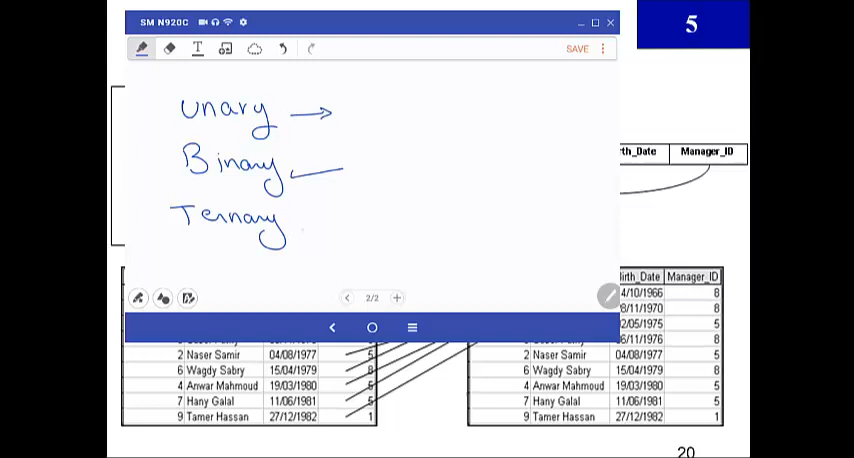 SM N920C
5
SAVE
Unary →
Binary
Ternary
rth_Date Manager_ID
2/2
irth_Date Manager_ID
4/10/1966 8
8/11/1970 8
2/05/1975 5
6/11/1976 8
2 Naser Samir 04/08/1977 5 2 Naser Samir 04/08/1977 5
6 Wagdy Sabry 15/04/1979 8 6 Wagdy Sabry 15/04/1979 8
4 Anwar Mahmoud 19/03/1980 5 4 Anwar Mahmoud 19/03/1980 5
7 Hany Galal 11/06/1981 5 7 Hany Galal 11/06/1981 5
9 Tamer Hassan 27/12/1982 1 9 Tamer Hassan 27/12/1982 1
20